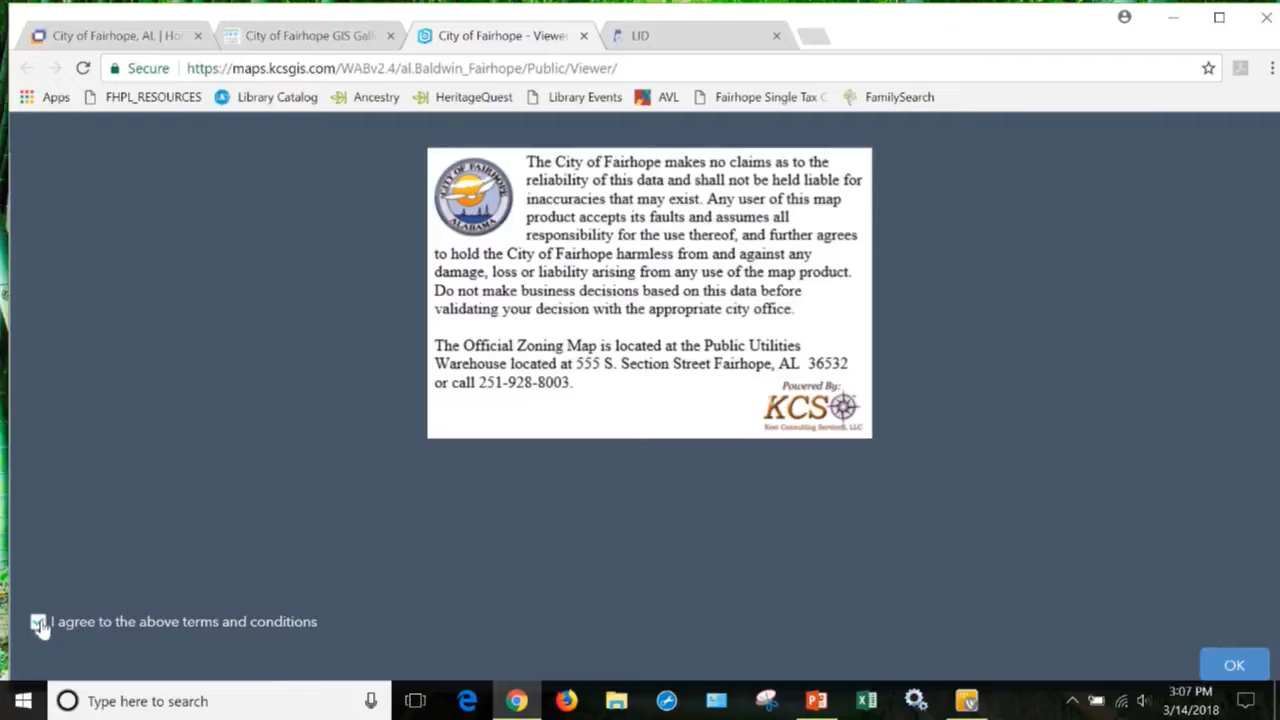 City of Fairhope, AL | Ho
City of Fairhope GIS Gall
City of Fairhope - Viewe
LID
Secure
https://maps.kcsgis.com/WABv2.4/al.Baldwin_Fairhope/Public/Viewer/
Apps
FHPL_RESOURCES
Library Catalog
Ancestry
HeritageQuest
Library Events
AVL
Fairhope Single Tax C
FamilySearch
CITY OF FAIRHOPE
ALABAMA
The City of Fairhope makes no claims as to the
reliability of this data and shall not be held liable for
inaccuracies that may exist. Any user of this map
product accepts its faults and assumes all
responsibility for the use thereof, and further agrees
to hold the City of Fairhope harmless from and against any
damage, loss or liability arising from any use of the map product.
Do not make business decisions based on this data before
validating your decision with the appropriate city office.
The Official Zoning Map is located at the Public Utilities
Warehouse located at 555 S. Section Street Fairhope, AL 36532
or call 251-928-8003.
Powered By:
KCS
Kent Consulting Services, LLC
I agree to the above terms and conditions
OK
Type here to search
3:07 PM
3/14/2018